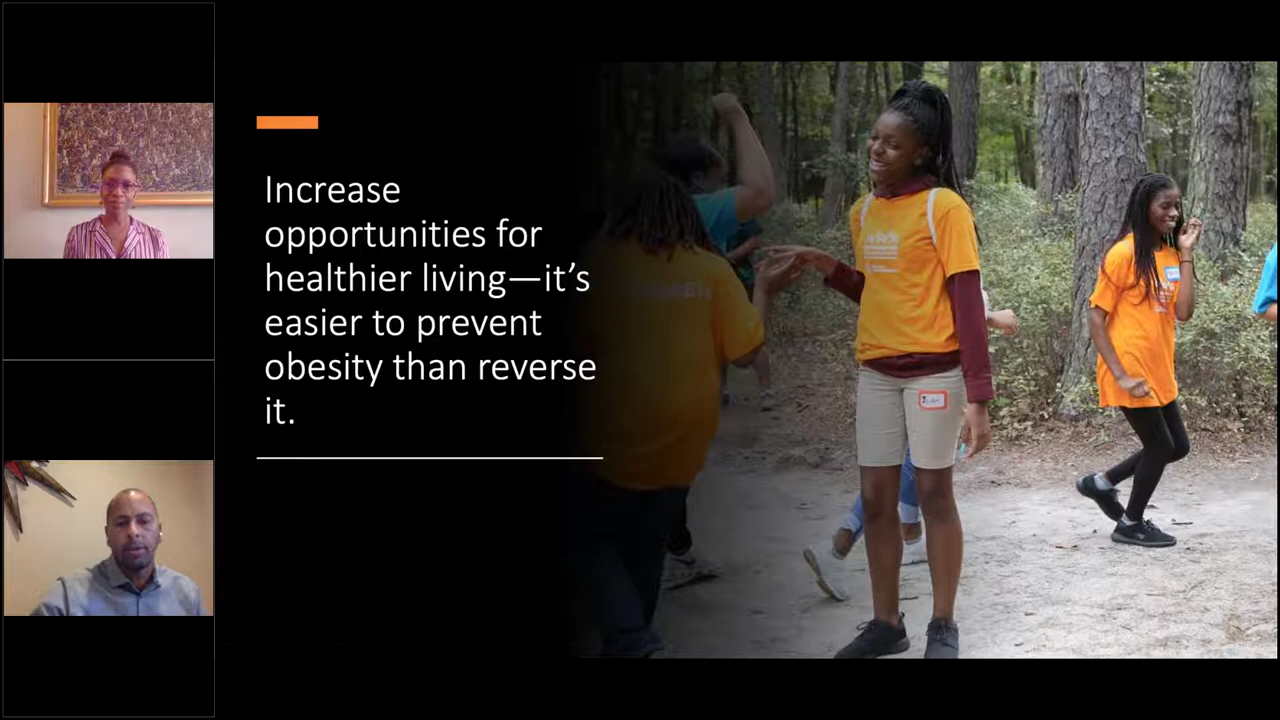 Increase
opportunities for
healthier living—it’s
easier to prevent
obesity than reverse
it.